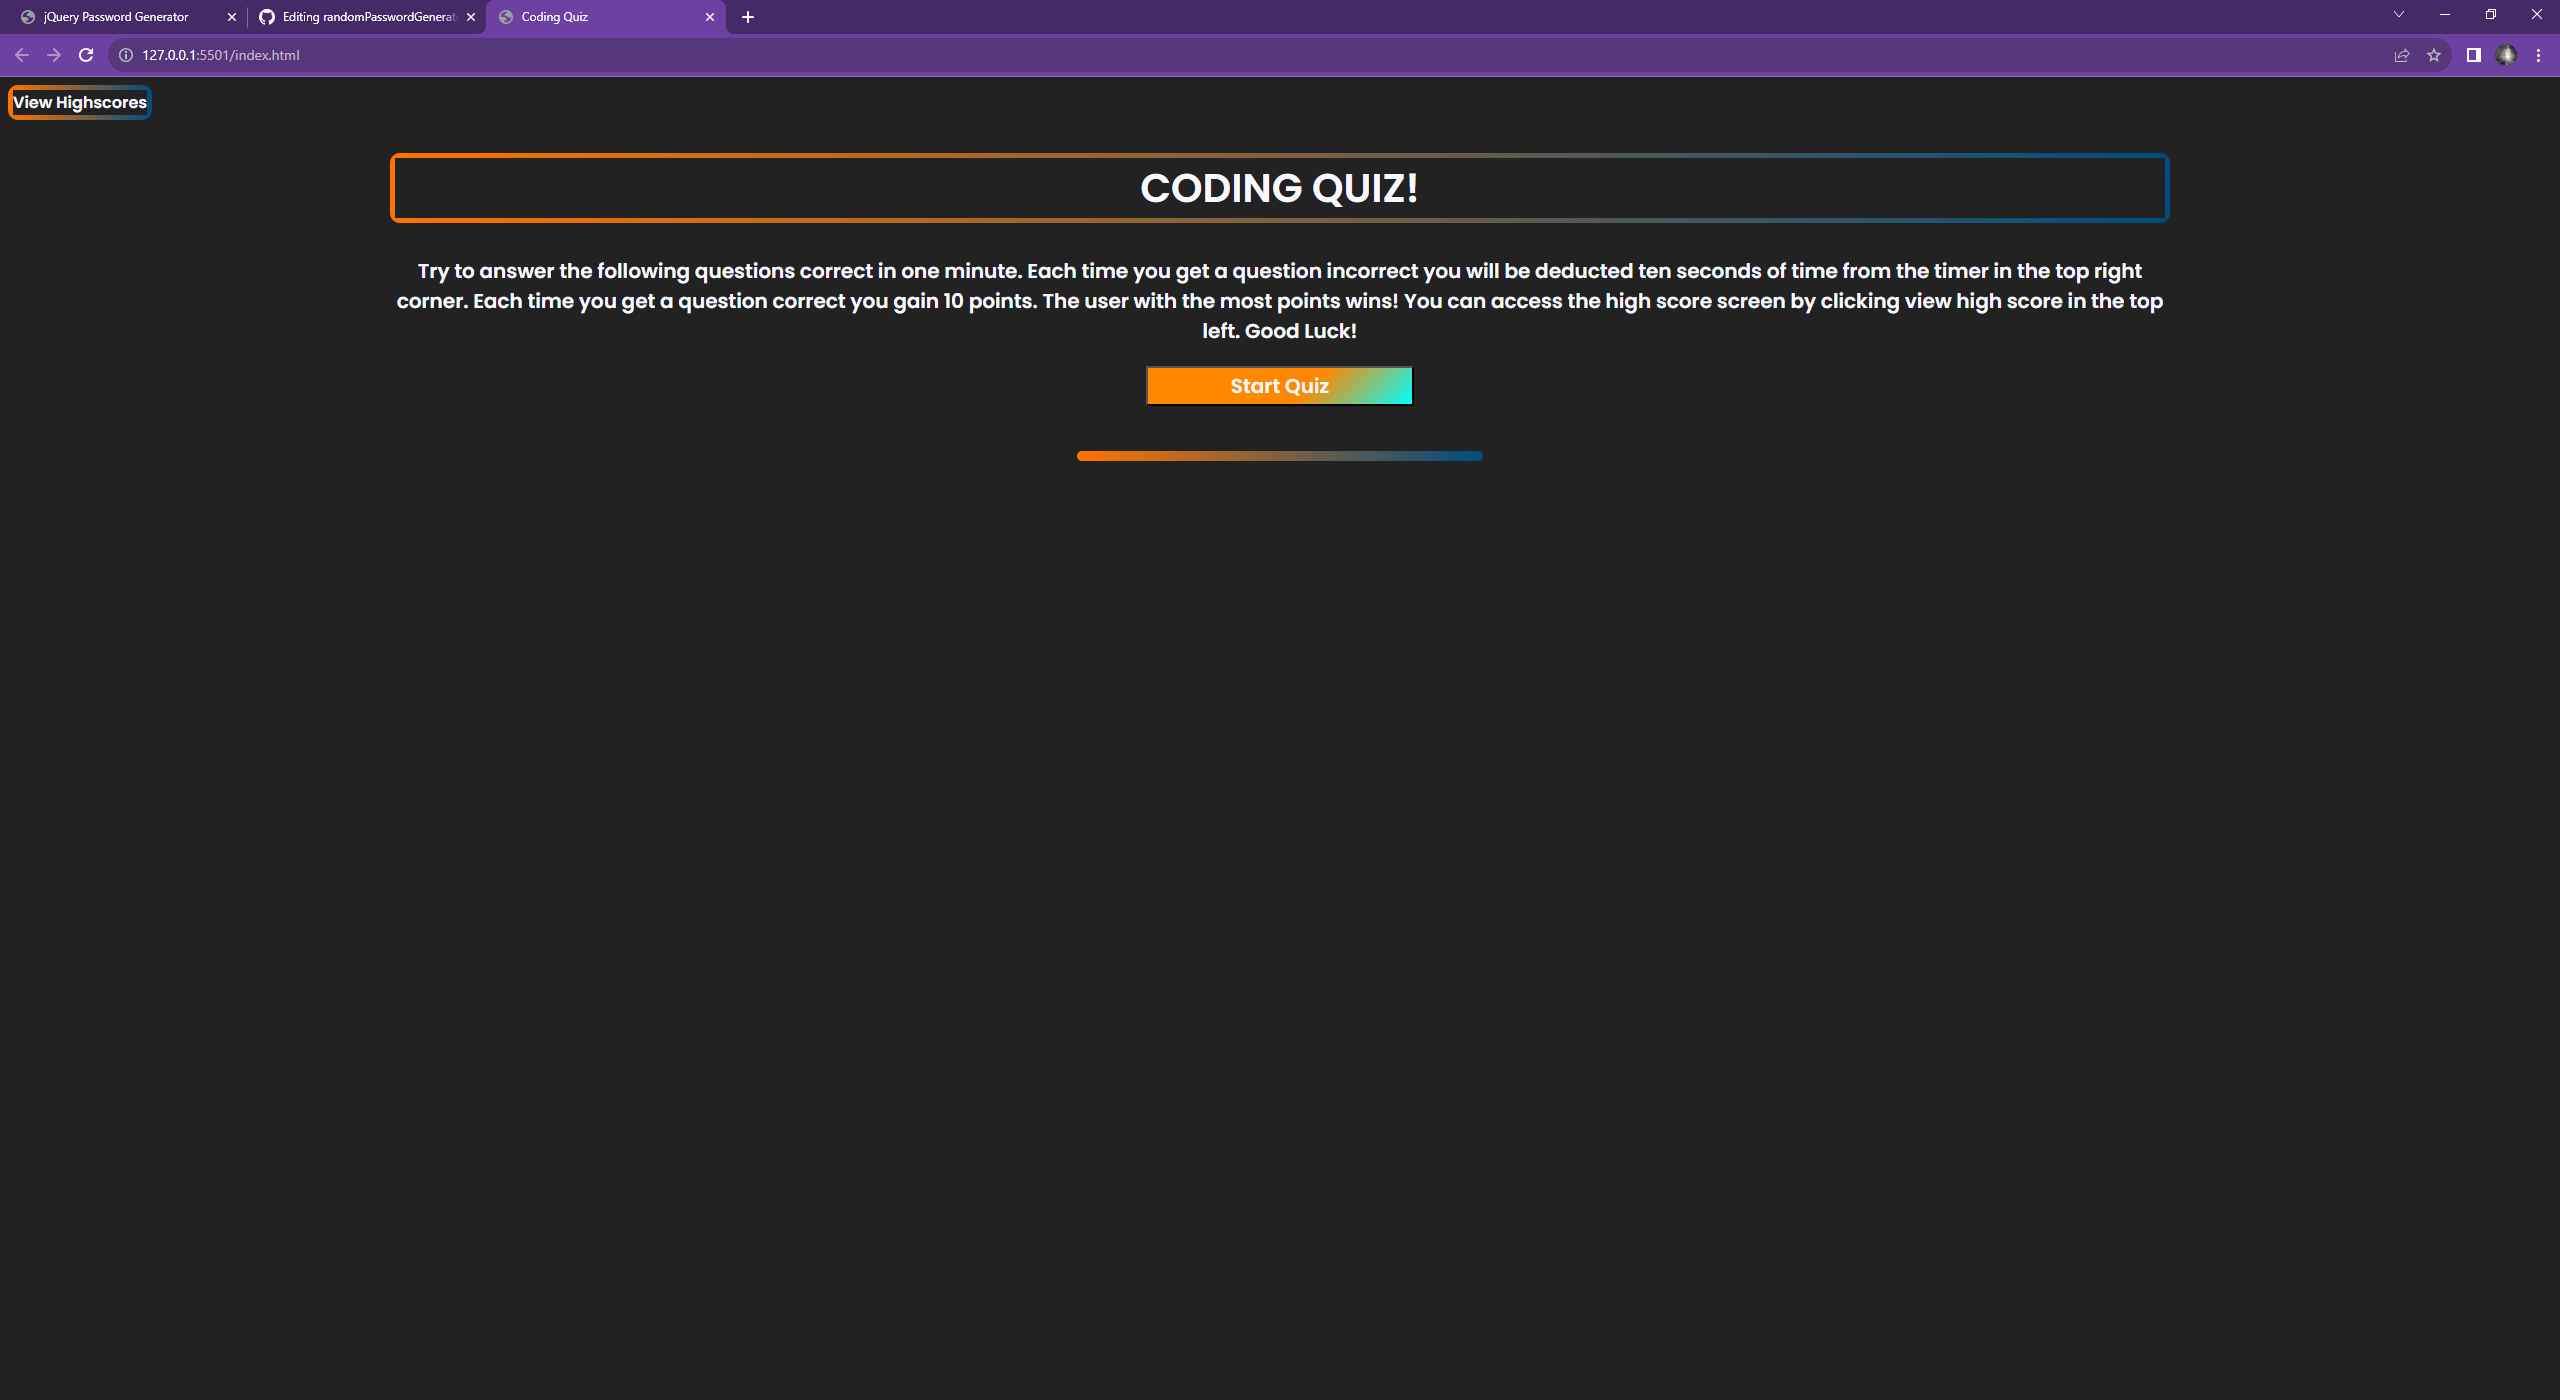 jQuery Password Generator
Editing randomPasswordGenerat
Coding Quiz
127.0.0.1:5501/index.html
View Highscores
CODING QUIZ!
Try to answer the following questions correct in one minute. Each time you get a question incorrect you will be deducted ten seconds of time from the timer in the top right
corner. Each time you get a question correct you gain 10 points. The user with the most points wins! You can access the high score screen by clicking view high score in the top
left. Good Luck!
Start Quiz